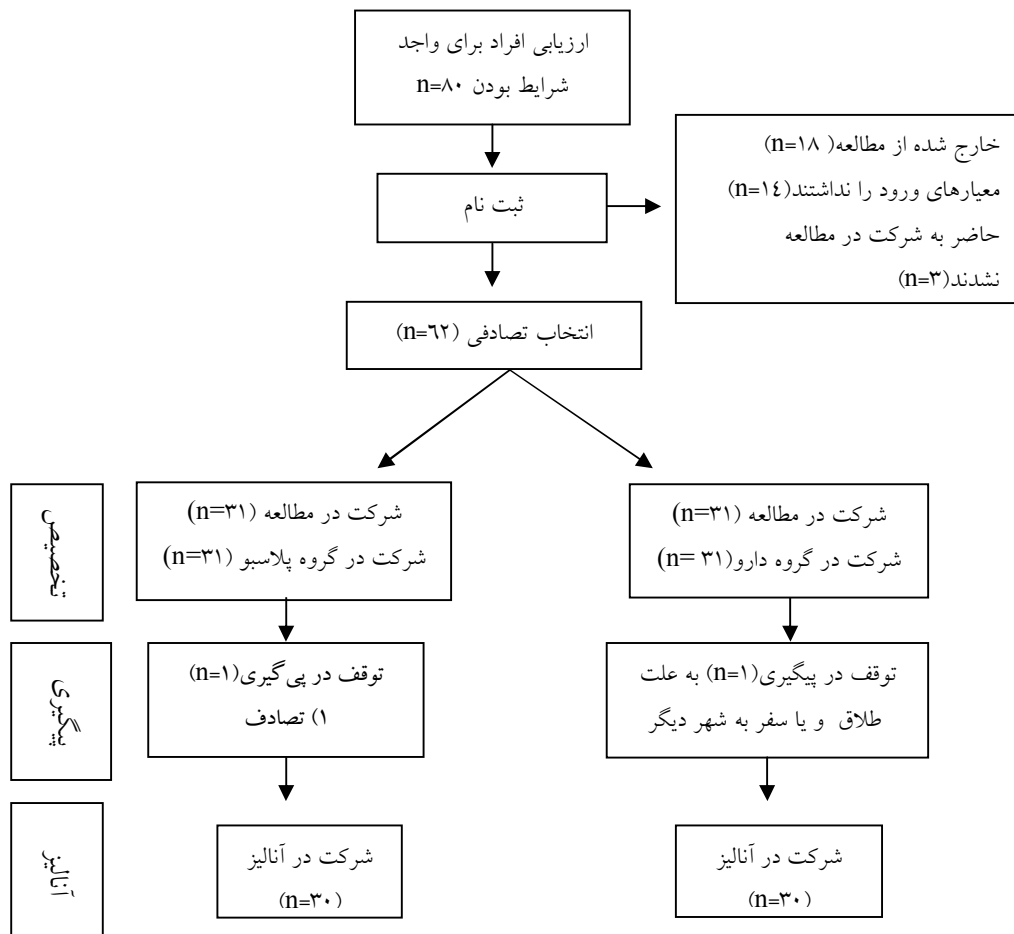 ارزیابی افراد برای واجد
شرایط بودن n=۸۰
خارج شده از مطالعه( n=۱۸)
معیارهای ورود را نداشتند(n=۱٤)
حاضر به شرکت در مطالعه
نشدند(n=۳)
ثبت نام
انتخاب تصادفی (n=٦۲)
شرکت در مطالعه (n=۳۱)
شرکت در گروه دارو(n= ۳۱)
شرکت در مطالعه (n=۳۱)
شرکت در گروه پلاسبو (n=۳۱)
تخصیص
توقف در پیگیری(n=۱) به علت
طلاق و یا سفر به شهر دیگر
توقف در پی‌گیری(n=۱)
۱) تصادف
پیگیری
شرکت در آنالیز
(n=۳۰)
شرکت در آنالیز
(n=۳۰)
آنالیز